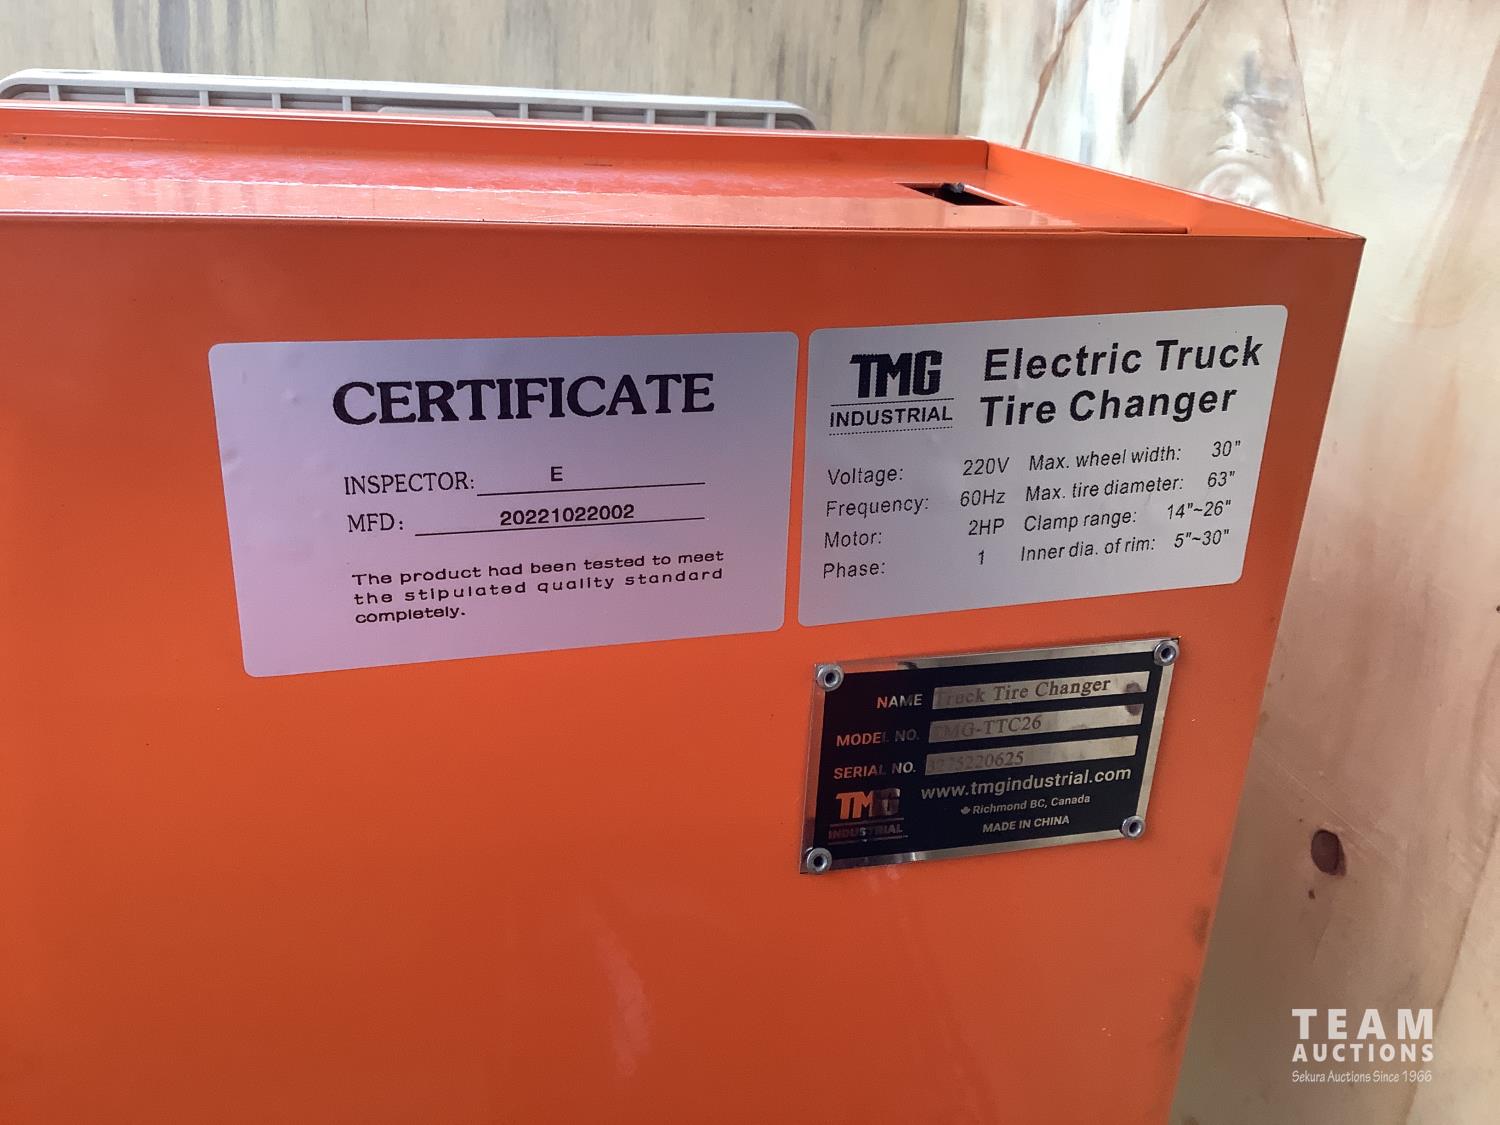 CERTIFICATE
INSPECTOR: E
MFD: 20221022002
The product had been tested to meet
the stipulated quality standard
completely.
TMG
INDUSTRIAL
Electric Truck
Tire Changer
Voltage: 220V Max. wheel width: 30"
Frequency: 60Hz Max. tire diameter: 63"
Motor: 2HP Clamp range: 14"~26"
Phase: 1 Inner dia. of rim: 5"~30"
NAME Truck Tire Changer
MODEL NO. TMG-TTC26
SERIAL NO.
TMG
INDUSTRIAL
www.tmgindustrial.com
Richmond BC, Canada
MADE IN CHINA
TEAM
AUCTIONS
Sekura Auctions Since 1966